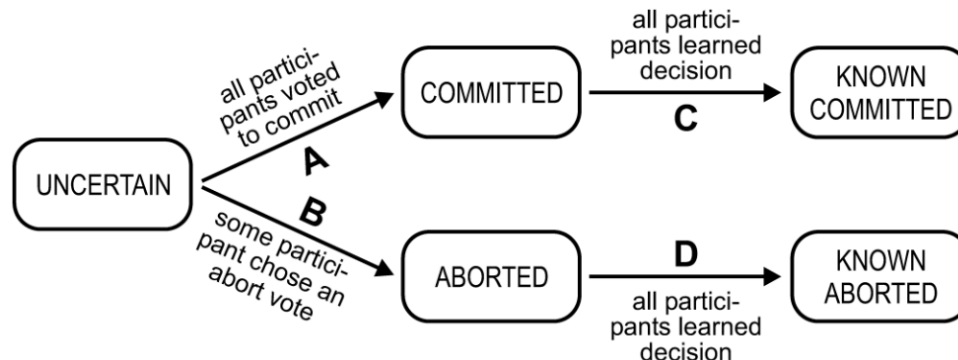 UNCERTAIN
all partici-
pants voted
to commit
A
B
some partici-
pant chose an
abort vote
COMMITTED
all partici-
pants learned
decision
C
KNOWN
COMMITTED
ABORTED
D
all partici-
pants learned
decision
KNOWN
ABORTED